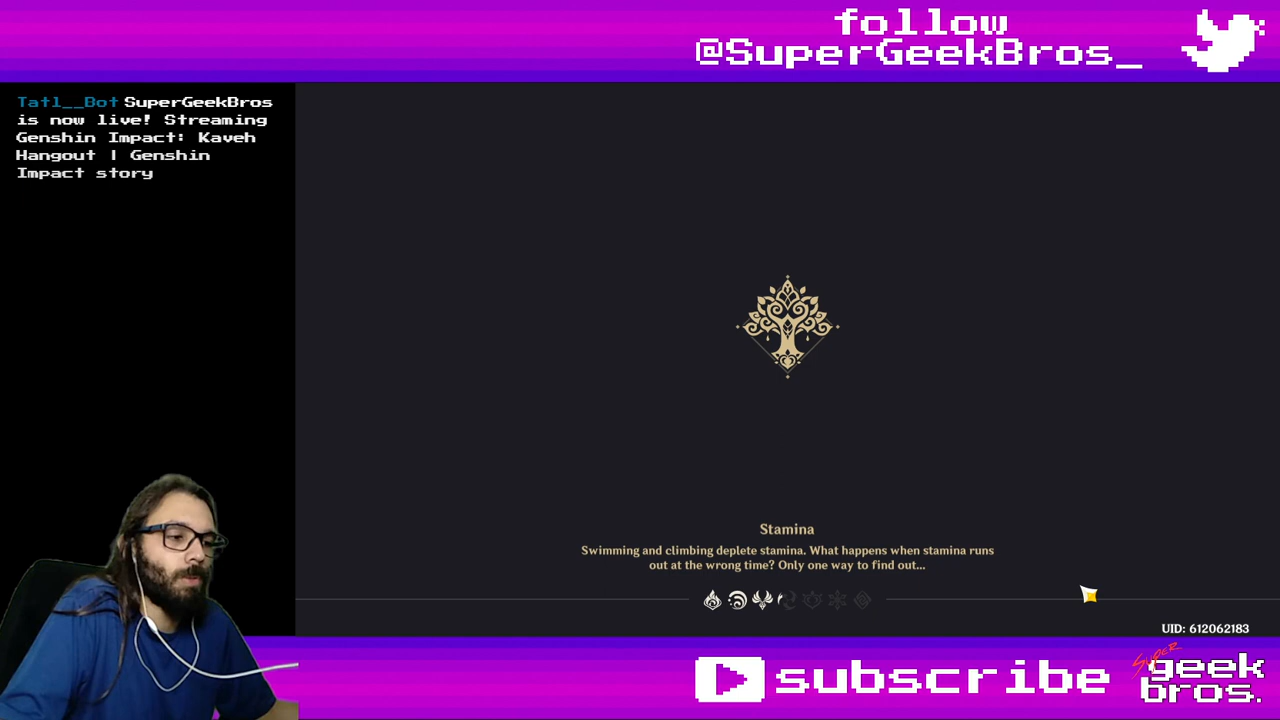 follow
@SuperGeekBros_
Tatl__Bot SuperGeekBros
is now live! Streaming
Genshin Impact: Kaveh
Hangout | Genshin
Impact story
Stamina
Swimming and climbing deplete stamina. What happens when stamina runs
out at the wrong time? Only one way to find out...
UID: 612062183
subscribe
SUPER
geek
bros.